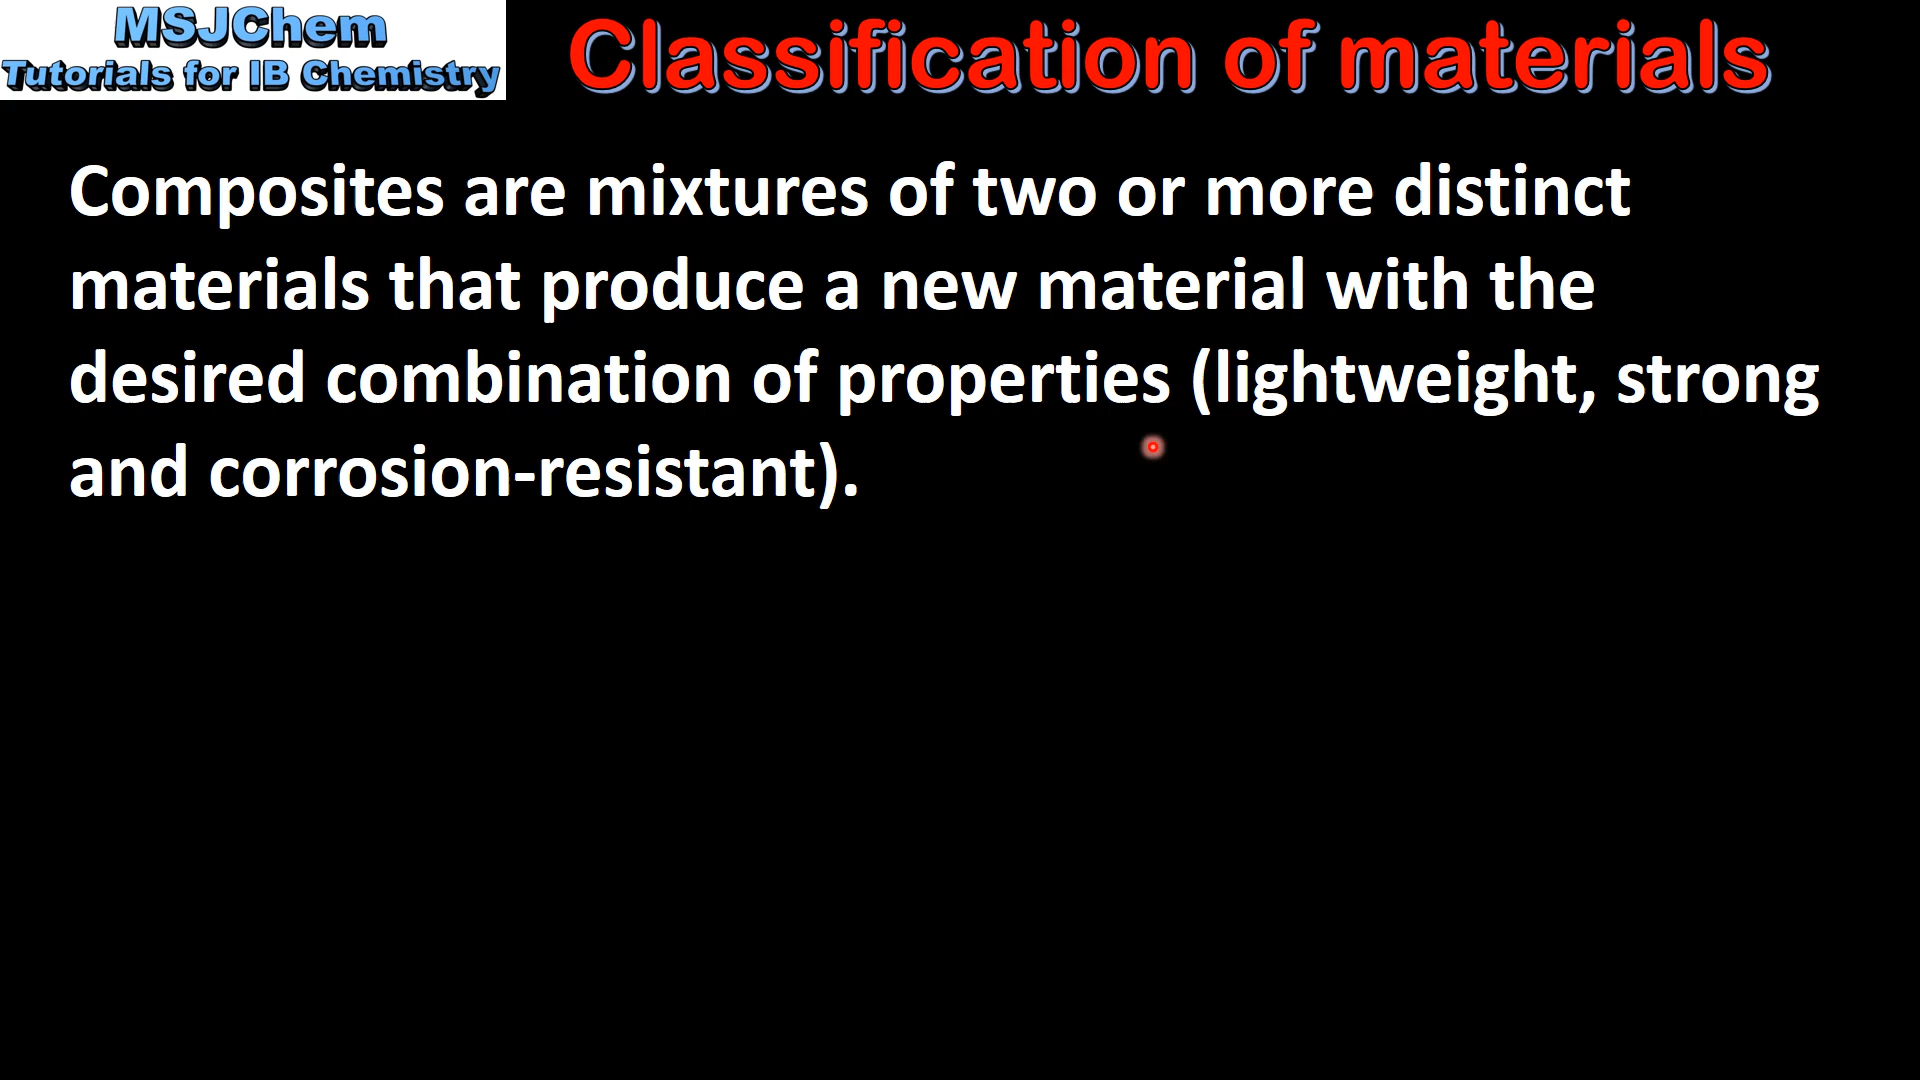 MSJChem
Tutorials for IB Chemistry
Classification of materials
Composites are mixtures of two or more distinct
materials that produce a new material with the
desired combination of properties (lightweight, strong
and corrosion-resistant).